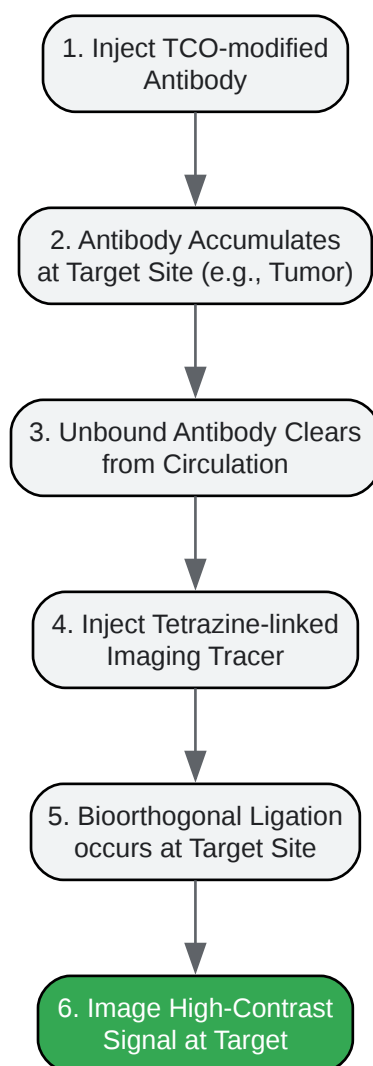 1. Inject TCO-modified
Antibody
2. Antibody Accumulates
at Target Site (e.g., Tumor)
3. Unbound Antibody Clears
from Circulation
4. Inject Tetrazine-linked
Imaging Tracer
5. Bioorthogonal Ligation
occurs at Target Site
6. Image High-Contrast
Signal at Target